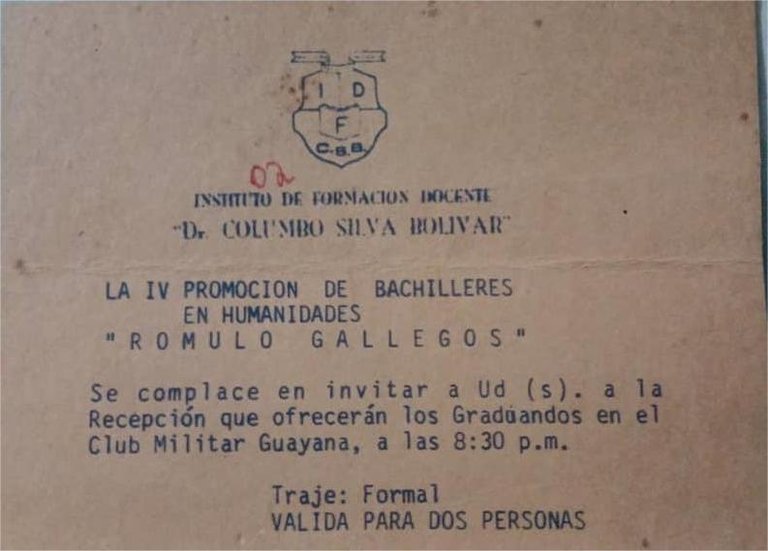 I D
F
C.S.B.
02
INSTITUTO DE FORMACION DOCENTE
"Dr. COLUMBO SILVA BOLIVAR"
LA IV PROMOCION DE BACHILLERES
EN HUMANIDADES
" R O M U L O G A L L E G O S "
Se complace en invitar a Ud (s). a la
Recepción que ofrecerán los Graduandos en el
Club Militar Guayana, a las 8:30 p.m.
Traje: Formal
VALIDA PARA DOS PERSONAS